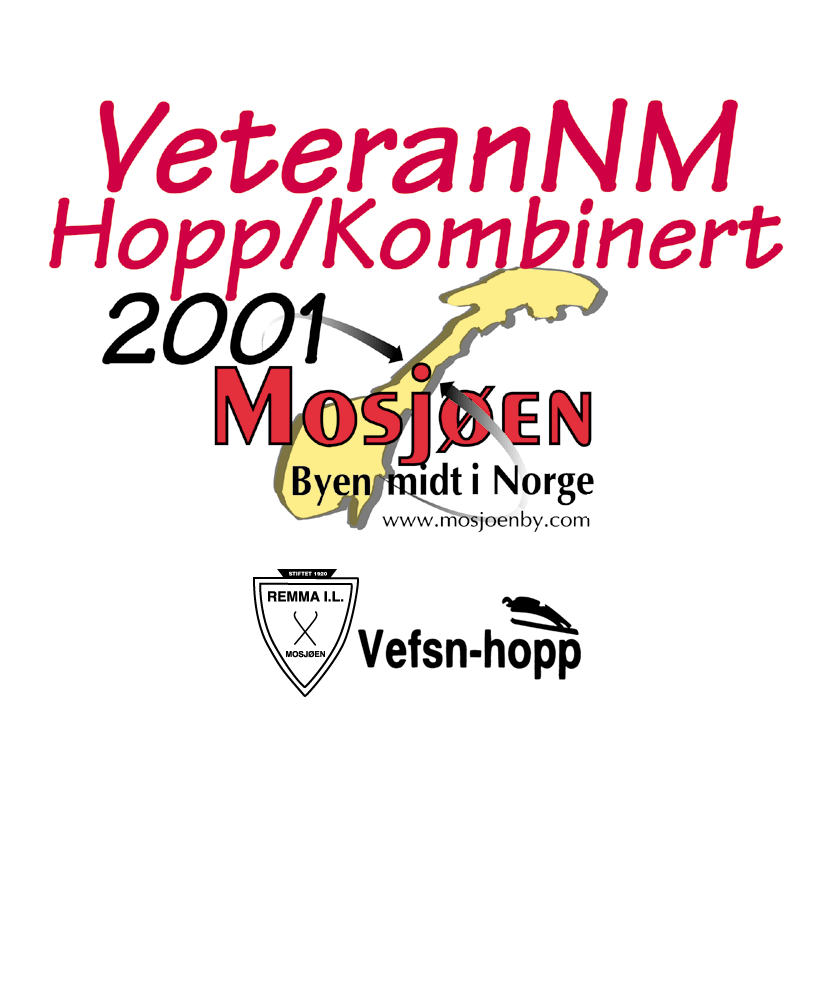 VeteranNM
Hopp/Kombinert
2001
MosjøEN
Byen midt i Norge
www.mosjoenby.com
STIFTET 1920
REMMA I.L.
MOSJØEN
Vefsn-hopp